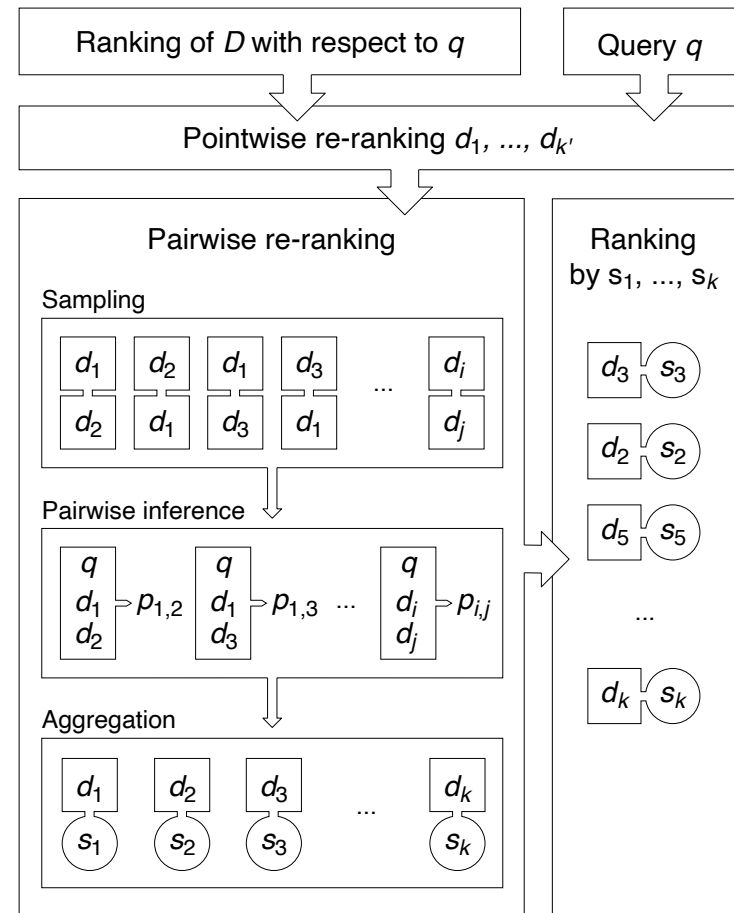 Ranking of D with respect to q
Query q
Pointwise re-ranking d₁, ..., dₖ'
Pairwise re-ranking
Sampling
d₁ d₂ d₁ d₃ ... dᵢ
d₂ d₁ d₃ d₁ dⱼ
Pairwise inference
q q q
d₁ d₁ dᵢ
p₁,₂ p₁,₃ ... pᵢ,ⱼ
d₂ d₃ dⱼ
Aggregation
d₁ d₂ d₃ ... dₖ
s₁ s₂ s₃ sₖ
Ranking
by s₁, ..., sₖ
d₃ s₃
d₂ s₂
d₅ s₅
...
dₖ sₖ